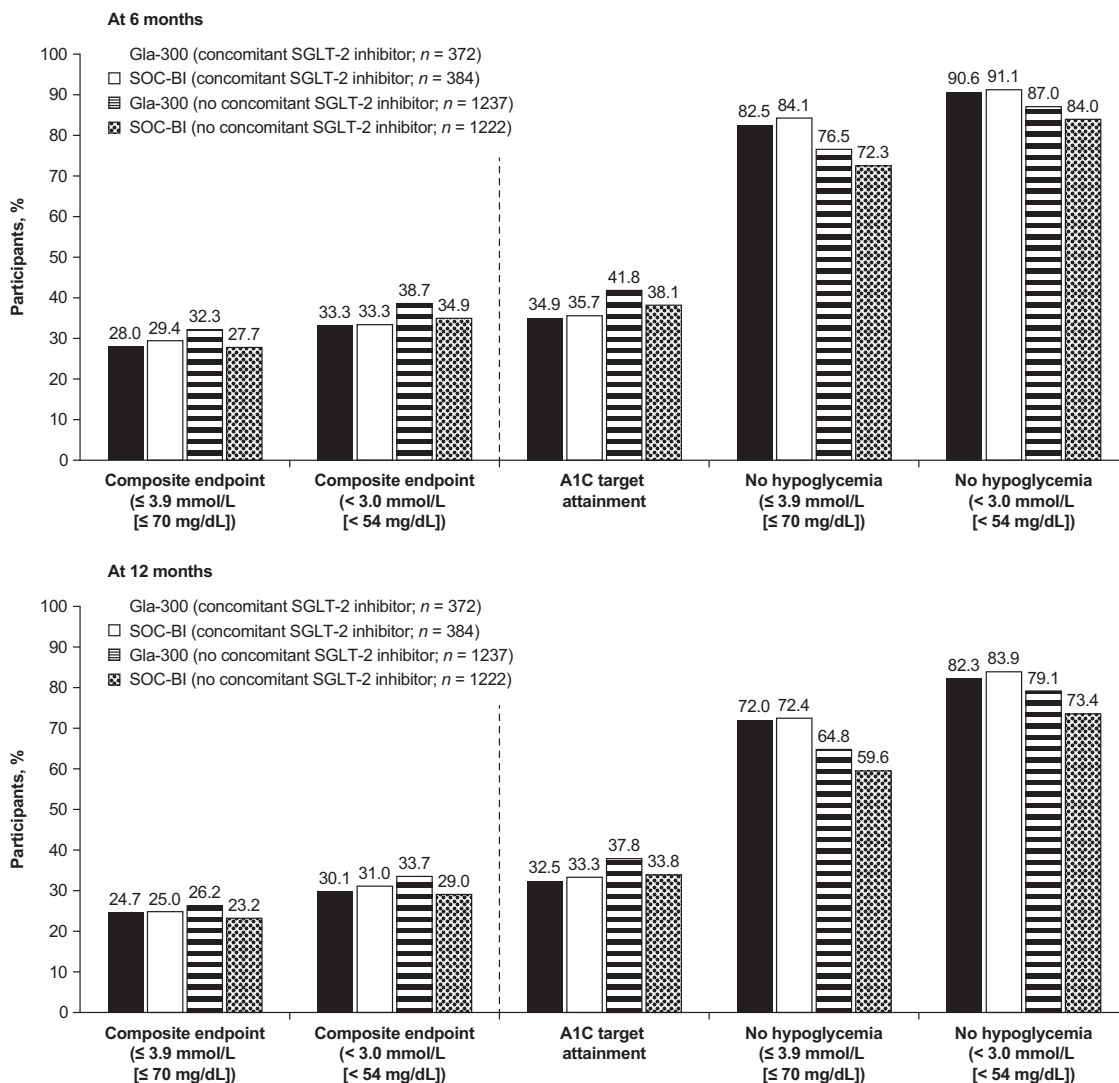 At 6 months
Gla-300 (concomitant SGLT-2 inhibitor; n = 372)
SOC-BI (concomitant SGLT-2 inhibitor; n = 384)
Gla-300 (no concomitant SGLT-2 inhibitor; n = 1237)
SOC-BI (no concomitant SGLT-2 inhibitor; n = 1222)
Participants, %
100
90
80
70
60
50
40
30
20
10
0
28.0 29.4 32.3 27.7
33.3 33.3 38.7 34.9
34.9 35.7 41.8 38.1
82.5 84.1 76.5 72.3
90.6 91.1 87.0 84.0
Composite endpoint
(≤ 3.9 mmol/L
[≤ 70 mg/dL])
Composite endpoint
(< 3.0 mmol/L
[< 54 mg/dL])
A1C target
attainment
No hypoglycemia
(≤ 3.9 mmol/L
[≤ 70 mg/dL])
No hypoglycemia
(< 3.0 mmol/L
[< 54 mg/dL])
At 12 months
Gla-300 (concomitant SGLT-2 inhibitor; n = 372)
SOC-BI (concomitant SGLT-2 inhibitor; n = 384)
Gla-300 (no concomitant SGLT-2 inhibitor; n = 1237)
SOC-BI (no concomitant SGLT-2 inhibitor; n = 1222)
Participants, %
100
90
80
70
60
50
40
30
20
10
0
24.7 25.0 26.2 23.2
30.1 31.0 33.7 29.0
32.5 33.3 37.8 33.8
72.0 72.4 64.8 59.6
82.3 83.9 79.1 73.4
Composite endpoint
(≤ 3.9 mmol/L
[≤ 70 mg/dL])
Composite endpoint
(< 3.0 mmol/L
[< 54 mg/dL])
A1C target
attainment
No hypoglycemia
(≤ 3.9 mmol/L
[≤ 70 mg/dL])
No hypoglycemia
(< 3.0 mmol/L
[< 54 mg/dL])